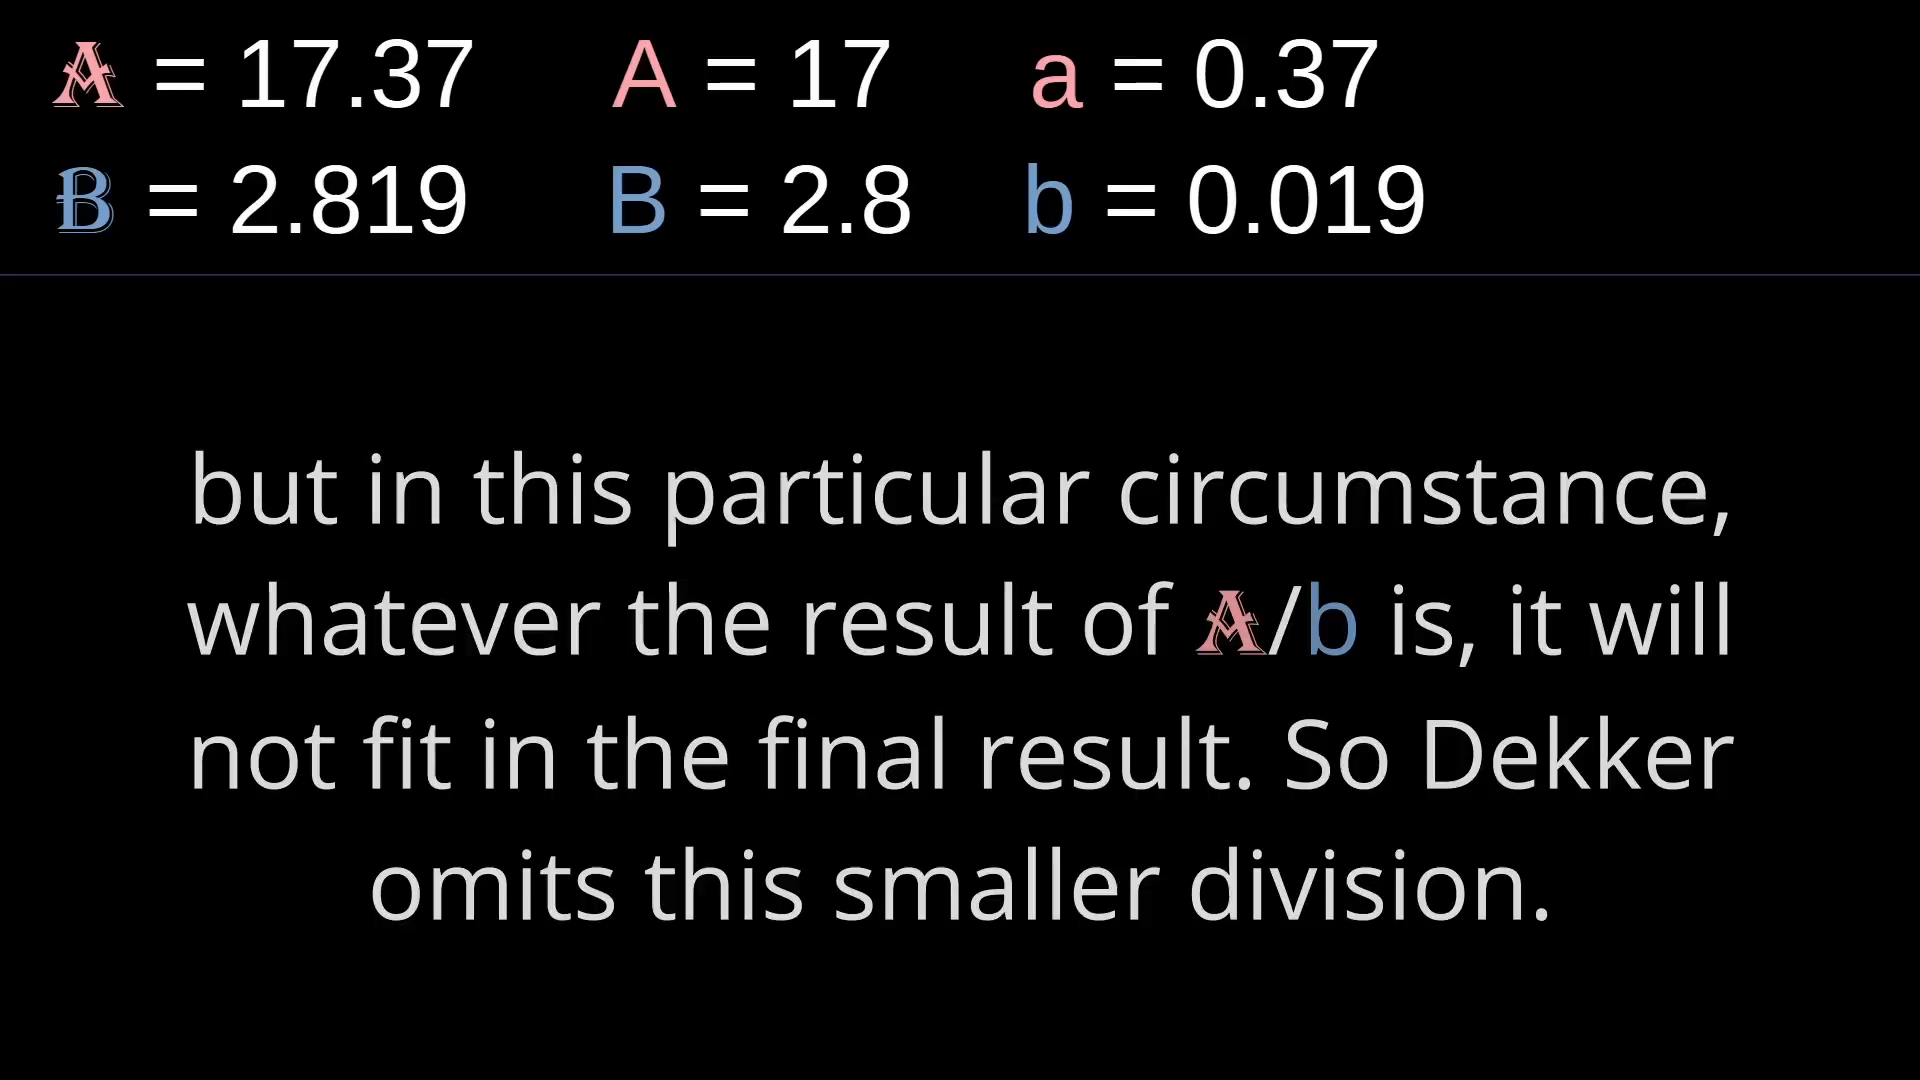 𝔸 = 17.37 A = 17 a = 0.37
𝔹 = 2.819 B = 2.8 b = 0.019
but in this particular circumstance,
whatever the result of 𝔸/b is, it will
not fit in the final result. So Dekker
omits this smaller division.